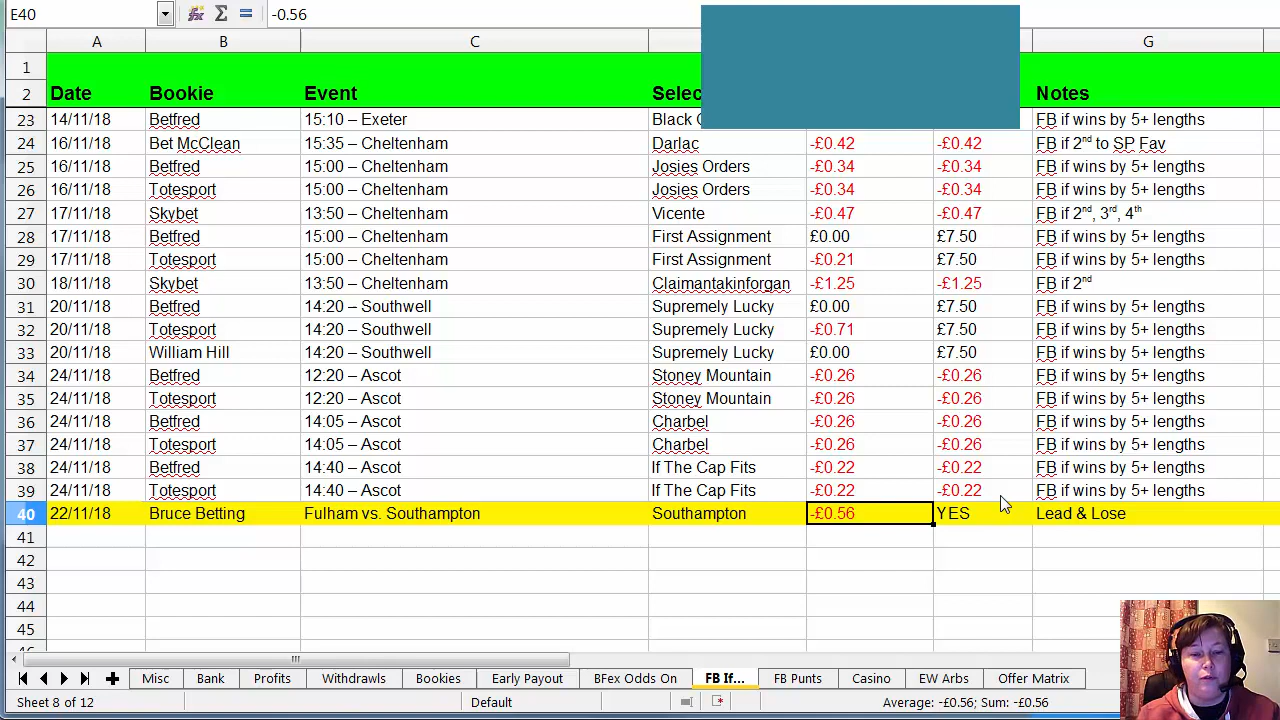 E40 -0.56
A B C G
1
2 Date Bookie Event Selec Notes
23 14/11/18 Betfred 15:10 – Exeter Black FB if wins by 5+ lengths
24 16/11/18 Bet McClean 15:35 – Cheltenham Darlac -£0.42 -£0.42 FB if 2nd to SP Fav
25 16/11/18 Betfred 15:00 – Cheltenham Josies Orders -£0.34 -£0.34 FB if wins by 5+ lengths
26 16/11/18 Totesport 15:00 – Cheltenham Josies Orders -£0.34 -£0.34 FB if wins by 5+ lengths
27 17/11/18 Skybet 13:50 – Cheltenham Vicente -£0.47 -£0.47 FB if 2nd, 3rd, 4th
28 17/11/18 Betfred 15:00 – Cheltenham First Assignment £0.00 £7.50 FB if wins by 5+ lengths
29 17/11/18 Totesport 15:00 – Cheltenham First Assignment -£0.21 £7.50 FB if wins by 5+ lengths
30 18/11/18 Skybet 13:50 – Cheltenham Claimantakinforgan -£1.25 -£1.25 FB if 2nd
31 20/11/18 Betfred 14:20 – Southwell Supremely Lucky £0.00 £7.50 FB if wins by 5+ lengths
32 20/11/18 Totesport 14:20 – Southwell Supremely Lucky -£0.71 £7.50 FB if wins by 5+ lengths
33 20/11/18 William Hill 14:20 – Southwell Supremely Lucky £0.00 £7.50 FB if wins by 5+ lengths
34 24/11/18 Betfred 12:20 – Ascot Stoney Mountain -£0.26 -£0.26 FB if wins by 5+ lengths
35 24/11/18 Totesport 12:20 – Ascot Stoney Mountain -£0.26 -£0.26 FB if wins by 5+ lengths
36 24/11/18 Betfred 14:05 – Ascot Charbel -£0.26 -£0.26 FB if wins by 5+ lengths
37 24/11/18 Totesport 14:05 – Ascot Charbel -£0.26 -£0.26 FB if wins by 5+ lengths
38 24/11/18 Betfred 14:40 – Ascot If The Cap Fits -£0.22 -£0.22 FB if wins by 5+ lengths
39 24/11/18 Totesport 14:40 – Ascot If The Cap Fits -£0.22 -£0.22 FB if wins by 5+ lengths
40 22/11/18 Bruce Betting Fulham vs. Southampton Southampton -£0.56 YES Lead & Lose
41
42
43
44
45
Misc Bank Profits Withdrawls Bookies Early Payout BFex Odds On FB If... FB Punts Casino EW Arbs Offer Matrix
Sheet 8 of 12 Default Average: -£0.56; Sum: -£0.56